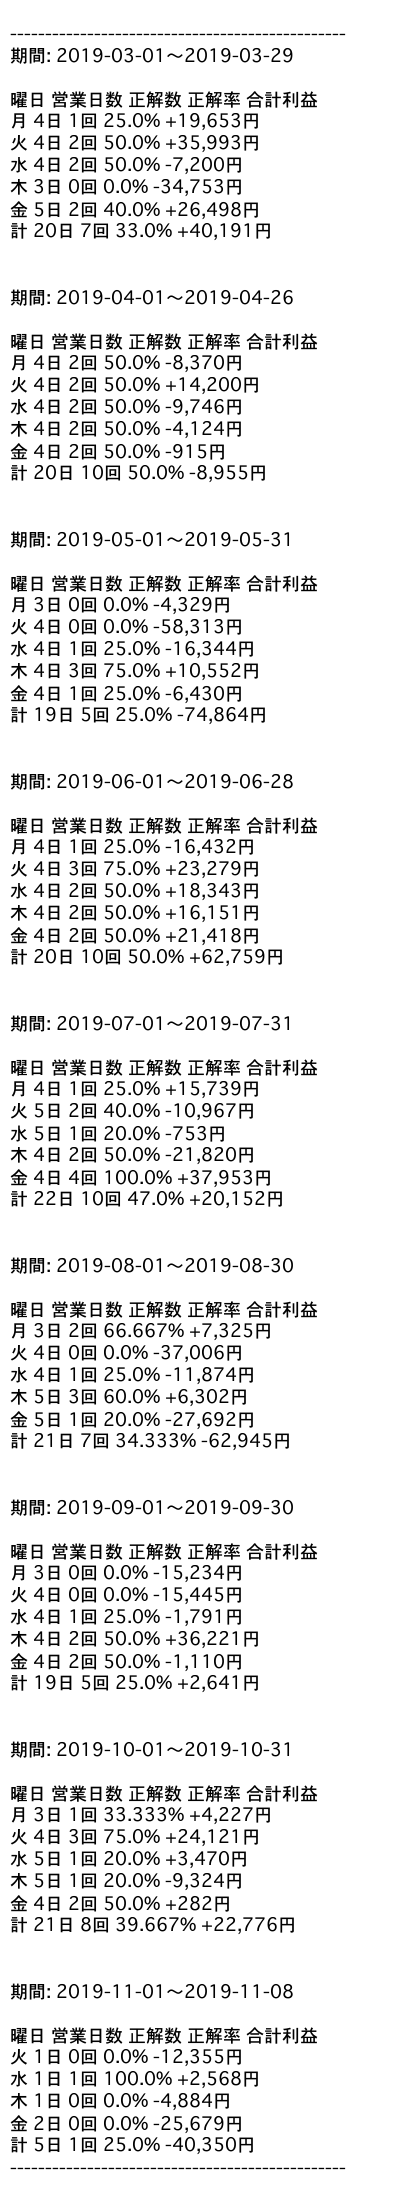 ------------------------------------------------
期間: 2019-03-01〜2019-03-29
曜日 営業日数 正解数 正解率 合計利益
月 4日 1回 25.0% +19,653円
火 4日 2回 50.0% +35,993円
水 4日 2回 50.0% -7,200円
木 3日 0回 0.0% -34,753円
金 5日 2回 40.0% +26,498円
計 20日 7回 33.0% +40,191円
期間: 2019-04-01〜2019-04-26
曜日 営業日数 正解数 正解率 合計利益
月 4日 2回 50.0% -8,370円
火 4日 2回 50.0% +14,200円
水 4日 2回 50.0% -9,746円
木 4日 2回 50.0% -4,124円
金 4日 2回 50.0% -915円
計 20日 10回 50.0% -8,955円
期間: 2019-05-01〜2019-05-31
曜日 営業日数 正解数 正解率 合計利益
月 3日 0回 0.0% -4,329円
火 4日 0回 0.0% -58,313円
水 4日 1回 25.0% -16,344円
木 4日 3回 75.0% +10,552円
金 4日 1回 25.0% -6,430円
計 19日 5回 25.0% -74,864円
期間: 2019-06-01〜2019-06-28
曜日 営業日数 正解数 正解率 合計利益
月 4日 1回 25.0% -16,432円
火 4日 3回 75.0% +23,279円
水 4日 2回 50.0% +18,343円
木 4日 2回 50.0% +16,151円
金 4日 2回 50.0% +21,418円
計 20日 10回 50.0% +62,759円
期間: 2019-07-01〜2019-07-31
曜日 営業日数 正解数 正解率 合計利益
月 4日 1回 25.0% +15,739円
火 5日 2回 40.0% -10,967円
水 5日 1回 20.0% -753円
木 4日 2回 50.0% -21,820円
金 4日 4回 100.0% +37,953円
計 22日 10回 47.0% +20,152円
期間: 2019-08-01〜2019-08-30
曜日 営業日数 正解数 正解率 合計利益
月 3日 2回 66.667% +7,325円
火 4日 0回 0.0% -37,006円
水 4日 1回 25.0% -11,874円
木 5日 3回 60.0% +6,302円
金 5日 1回 20.0% -27,692円
計 21日 7回 34.333% -62,945円
期間: 2019-09-01〜2019-09-30
曜日 営業日数 正解数 正解率 合計利益
月 3日 0回 0.0% -15,234円
火 4日 0回 0.0% -15,445円
水 4日 1回 25.0% -1,791円
木 4日 2回 50.0% +36,221円
金 4日 2回 50.0% -1,110円
計 19日 5回 25.0% +2,641円
期間: 2019-10-01〜2019-10-31
曜日 営業日数 正解数 正解率 合計利益
月 3日 1回 33.333% +4,227円
火 4日 3回 75.0% +24,121円
水 5日 1回 20.0% +3,470円
木 5日 1回 20.0% -9,324円
金 4日 2回 50.0% +282円
計 21日 8回 39.667% +22,776円
期間: 2019-11-01〜2019-11-08
曜日 営業日数 正解数 正解率 合計利益
火 1日 0回 0.0% -12,355円
水 1日 1回 100.0% +2,568円
木 1日 0回 0.0% -4,884円
金 2日 0回 0.0% -25,679円
計 5日 1回 25.0% -40,350円
------------------------------------------------